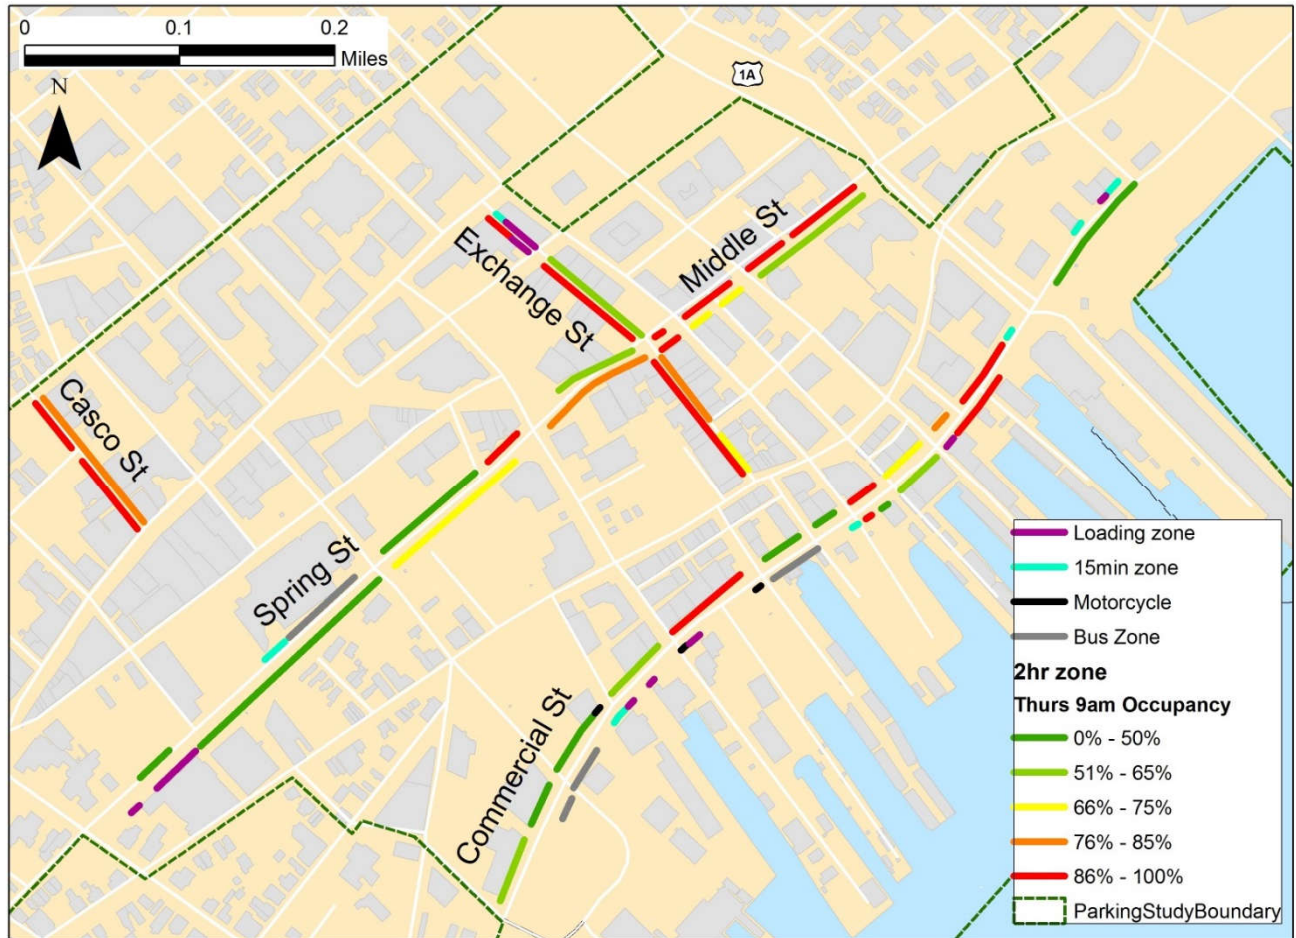 0 0.1 0.2
Miles
N
1A
Middle St
Exchange St
Casco St
Spring St
Commercial St
Loading zone
15min zone
Motorcycle
Bus Zone
2hr zone
Thurs 9am Occupancy
0% - 50%
51% - 65%
66% - 75%
76% - 85%
86% - 100%
ParkingStudyBoundary